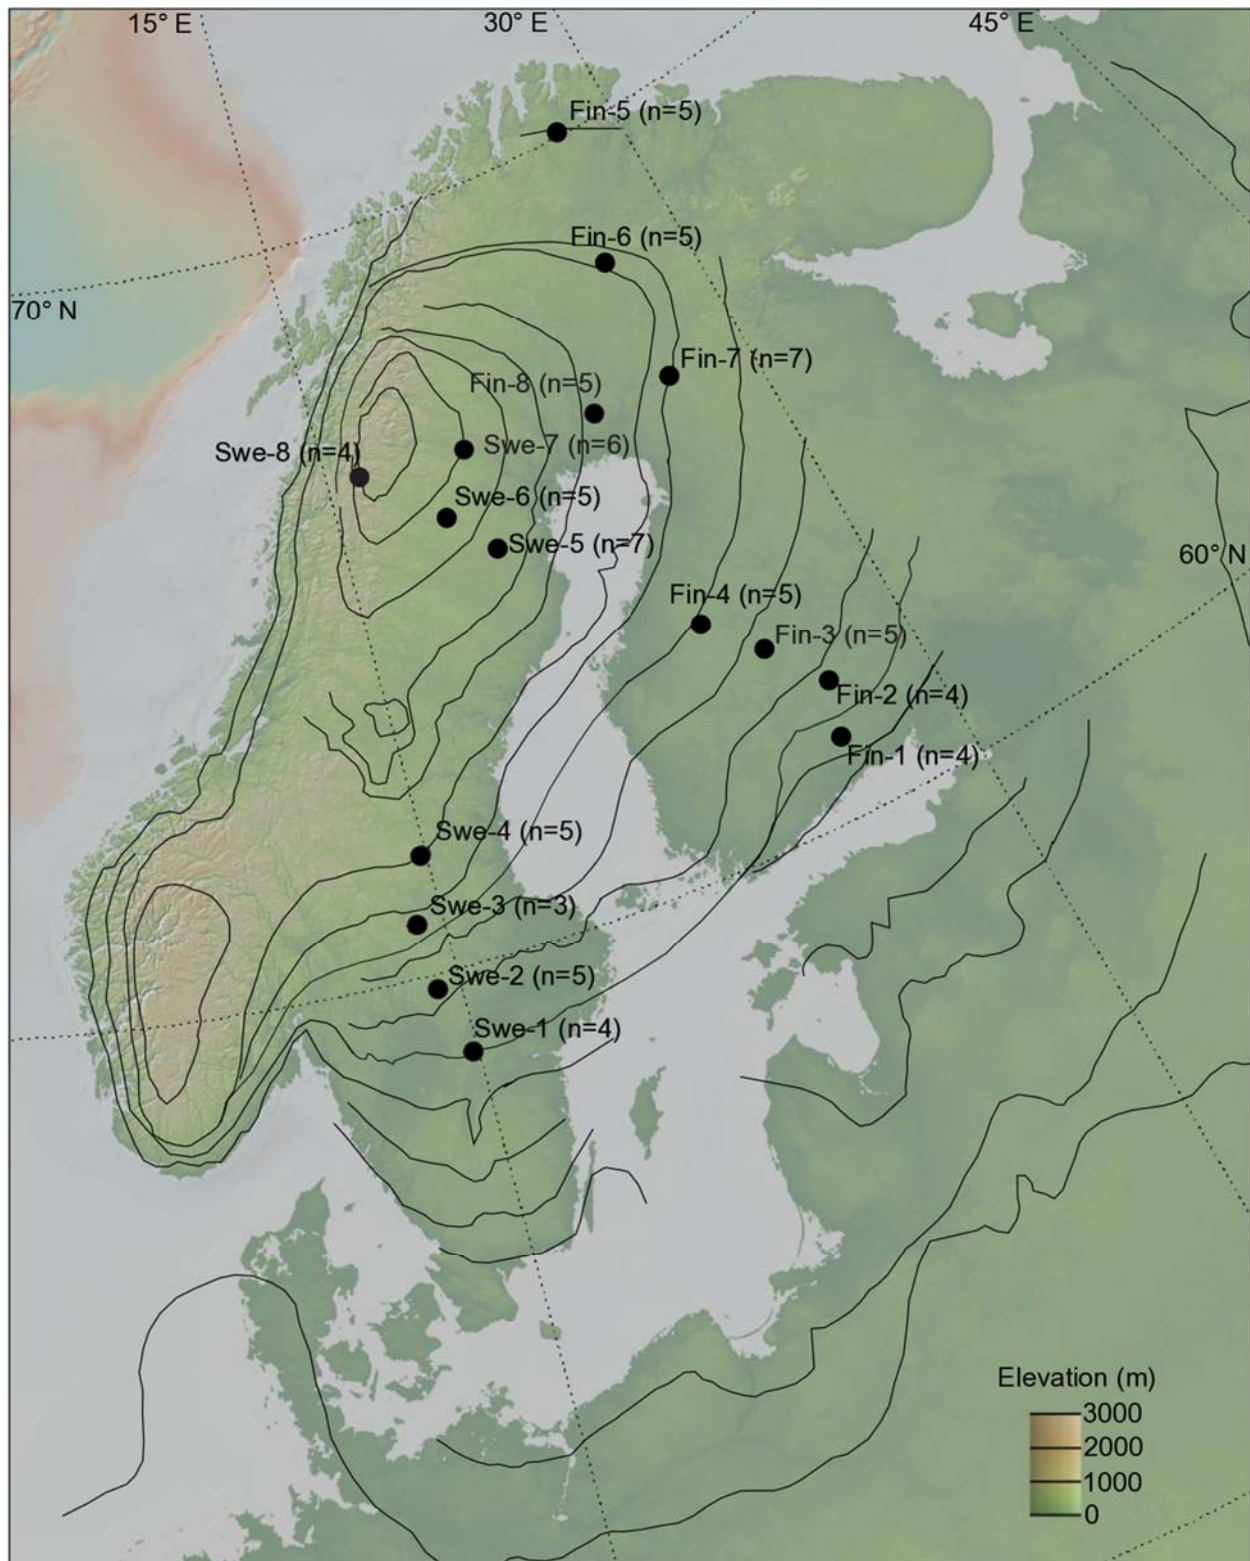 15° E
30° E
45° E
Fin-5 (n=5)
Fin-6 (n=5)
70° N
Fin-7 (n=7)
Fin-8 (n=5)
Swe-7 (n=6)
Swe-8 (n=4)
Swe-6 (n=5)
Swe-5 (n=7)
60° N
Fin-4 (n=5)
Fin-3 (n=5)
Fin-2 (n=4)
Fin-1 (n=4)
Swe-4 (n=5)
Swe-3 (n=3)
Swe-2 (n=5)
Swe-1 (n=4)
Elevation (m)
3000
2000
1000
0